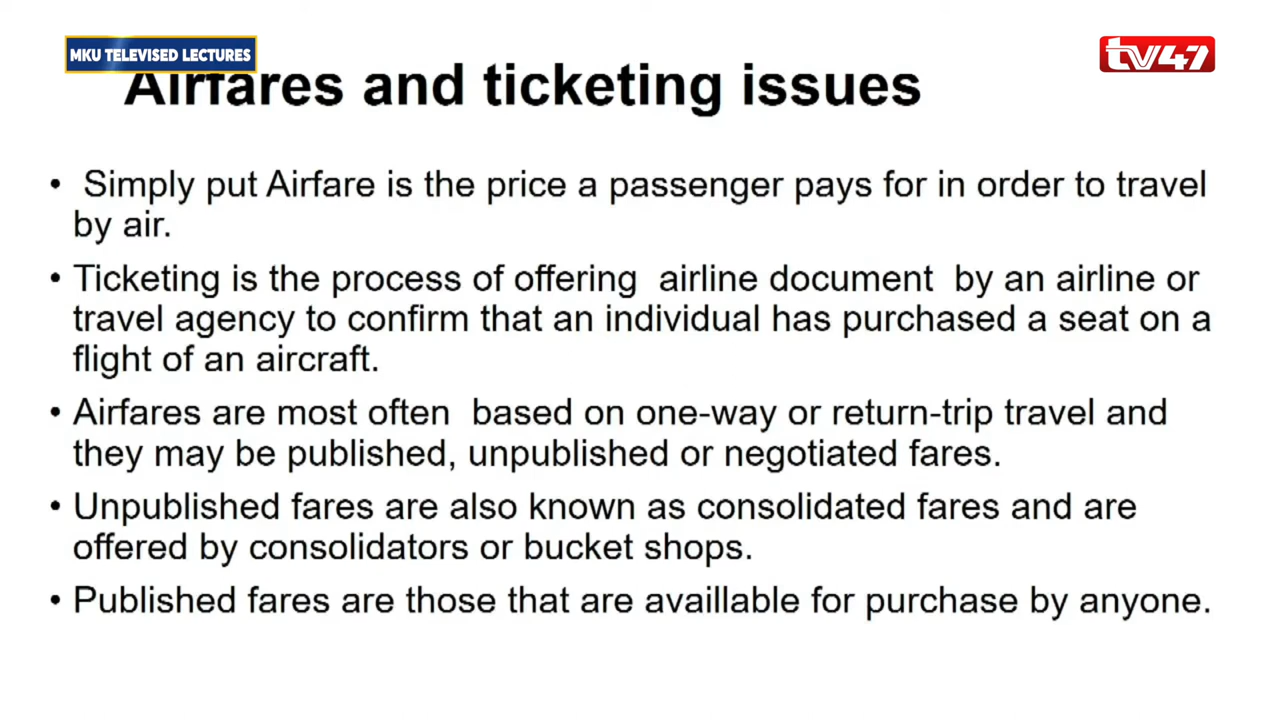 MKU TELEVISED LECTURES
tv47
Airfares and ticketing issues
• Simply put Airfare is the price a passenger pays for in order to travel
by air.
• Ticketing is the process of offering airline document by an airline or
travel agency to confirm that an individual has purchased a seat on a
flight of an aircraft.
• Airfares are most often based on one-way or return-trip travel and
they may be published, unpublished or negotiated fares.
• Unpublished fares are also known as consolidated fares and are
offered by consolidators or bucket shops.
• Published fares are those that are availlable for purchase by anyone.